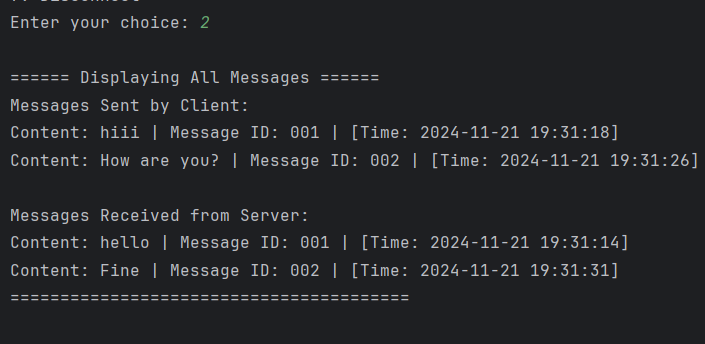 Enter your choice: 2
====== Displaying All Messages ======
Messages Sent by Client:
Content: hiii | Message ID: 001 | [Time: 2024-11-21 19:31:18]
Content: How are you? | Message ID: 002 | [Time: 2024-11-21 19:31:26]
Messages Received from Server:
Content: hello | Message ID: 001 | [Time: 2024-11-21 19:31:14]
Content: Fine | Message ID: 002 | [Time: 2024-11-21 19:31:31]
========================================